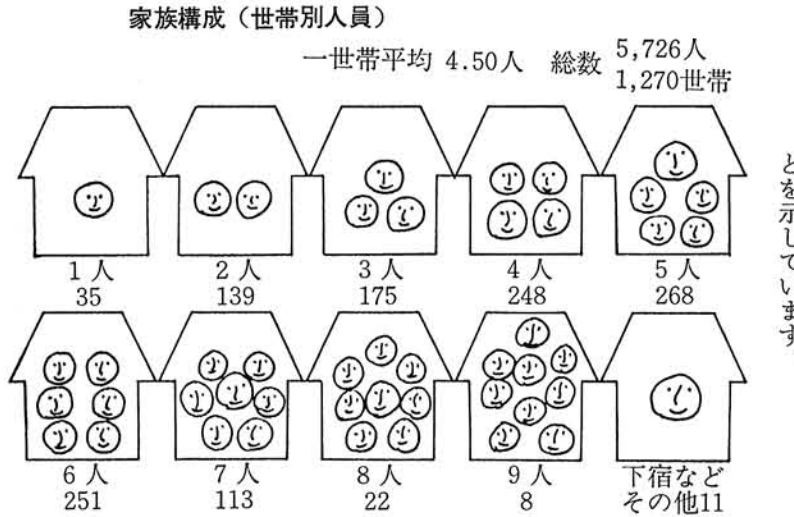 家族構成（世帯別人員）
一世帯平均 4.50人 総数 5,726人
1,270世帯
1人 2人 3人 4人 5人
35 139 175 248 268
6人 7人 8人 9人 下宿など
251 113 22 8 その他11
とを示しています